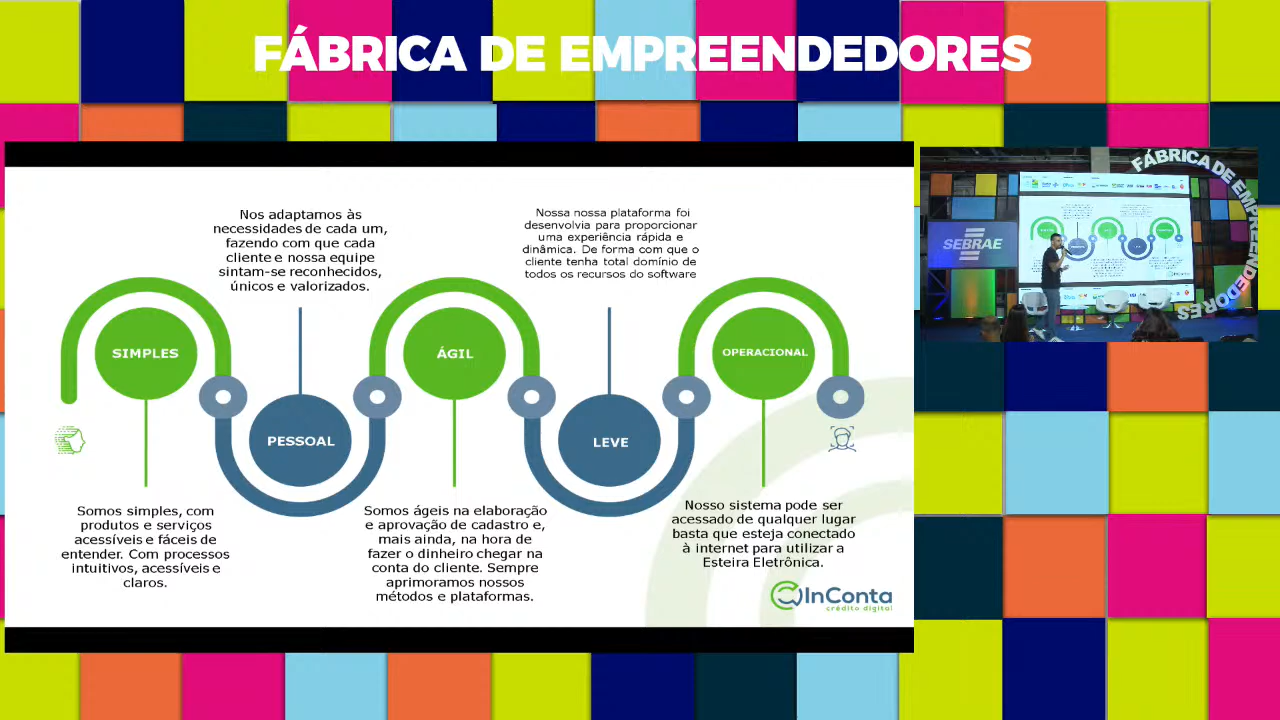 FÁBRICA DE EMPREENDEDORES
Nos adaptamos às
necessidades de cada um,
fazendo com que cada
cliente e nossa equipe
sintam-se reconhecidos,
únicos e valorizados.
Nossa nossa plataforma foi
desenvolvia para proporcionar
uma experiência rápida e
dinâmica. De forma com que o
cliente tenha total domínio de
todos os recursos do software
SIMPLES
PESSOAL
ÁGIL
LEVE
OPERACIONAL
Somos simples, com
produtos e serviços
acessíveis e fáceis de
entender. Com processos
intuitivos, acessíveis e
claros.
Somos ágeis na elaboração
e aprovação de cadastro e,
mais ainda, na hora de
fazer o dinheiro chegar na
conta do cliente. Sempre
aprimoramos nossos
métodos e plataformas.
Nosso sistema pode ser
acessado de qualquer lugar
basta que esteja conectado
à internet para utilizar a
Esteira Eletrônica.
InConta
crédito digital
FÁBRICA DE EMPREENDEDORES
SEBRAE